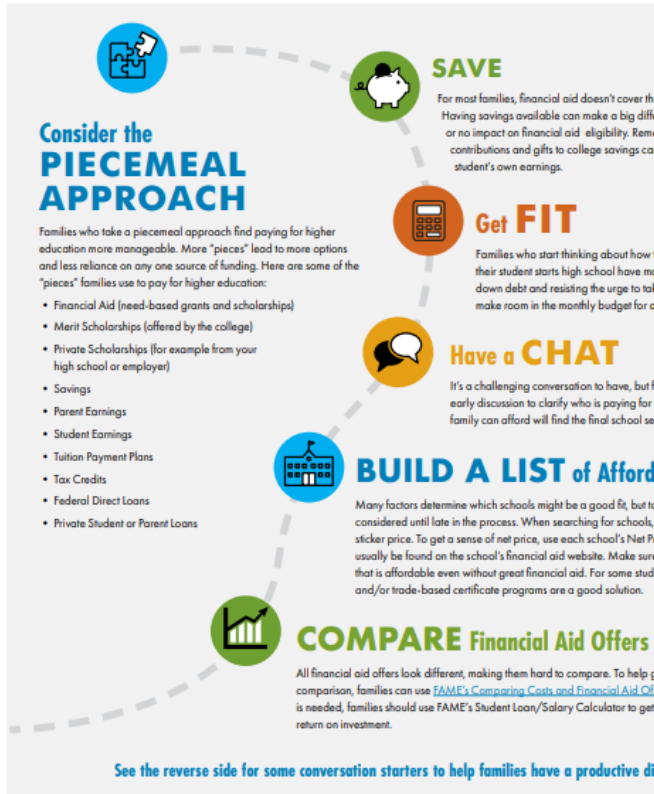 Consider the
PIECEMEAL
APPROACH
Families who take a piecemeal approach find paying for higher
education more manageable. More “pieces” lead to more options
and less reliance on any one source of funding. Here are some of the
“pieces” families use to pay for higher education:
• Financial Aid (need-based grants and scholarships)
• Merit Scholarships (offered by the college)
• Private Scholarships (for example from your
high school or employer)
• Savings
• Parent Earnings
• Student Earnings
• Tuition Payment Plans
• Tax Credits
• Federal Direct Loans
• Private Student or Parent Loans
SAVE
For most families, financial aid doesn’t cover
Having savings available can make a big
or no impact on financial aid eligibility.
contributions and gifts to college savings
student’s own earnings.
Get FIT
Families who start thinking about how
their student starts high school have
down debt and resisting the urge to
make room in the monthly budget for
Have a CHAT
It’s a challenging conversation to have, but
early discussion to clarify who is paying for
family can afford will find the final school
BUILD A LIST of
Many factors determine which schools might be a good fit, but
considered until late in the process. When searching for schools,
sticker price. To get a sense of net price, use each school’s Net
usually be found on the school’s financial aid website. Make
that is affordable even without great financial aid. For some
and/or trade-based certificate programs are a good solution.
COMPARE Financial Aid Offers
All financial aid offers look different, making them hard to compare. To help
comparison, families can use FAME’s Comparing Costs and Financial Aid
is needed, families should use FAME’s Student Loan/Salary Calculator to get
return on investment.
See the reverse side for some conversation starters to help families have a productive